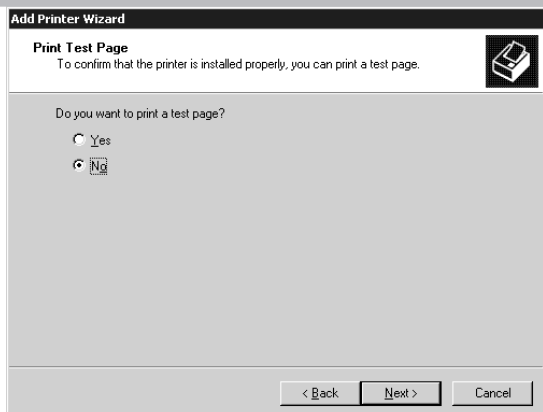 Add Printer Wizard
Print Test Page
To confirm that the printer is installed properly, you can print a test page.
Do you want to print a test page?
Yes
No
< Back
Next >
Cancel